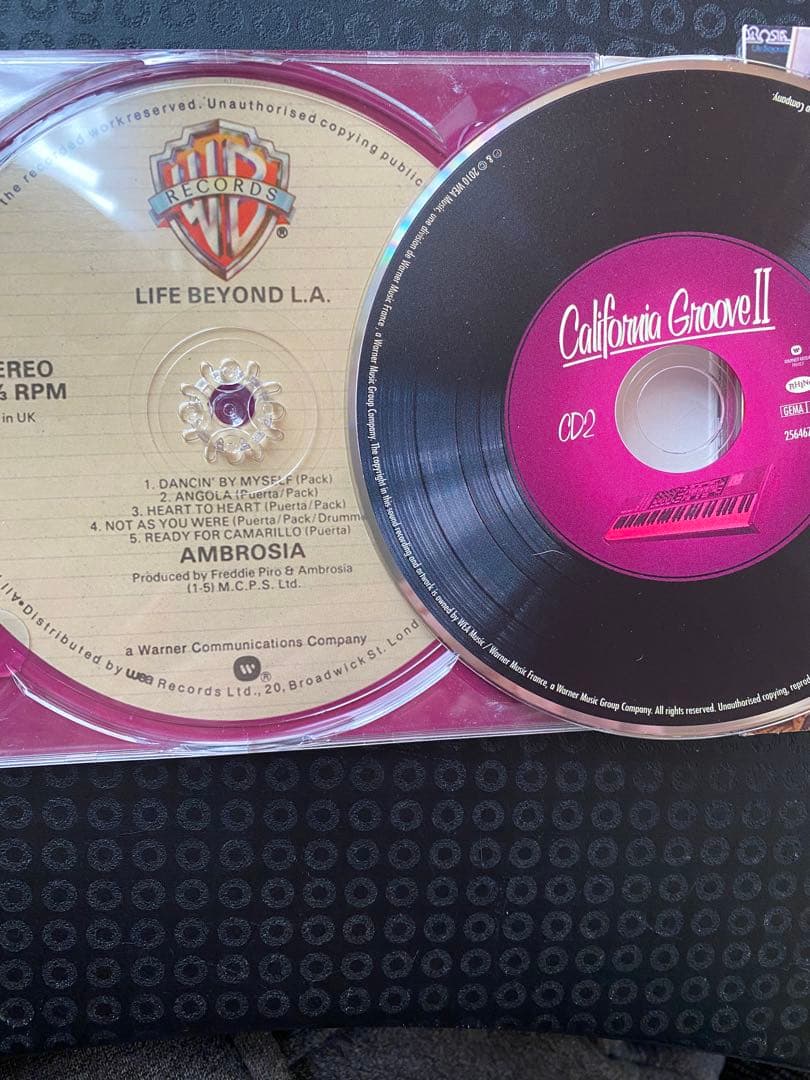 the recorded work reserved. Unauthorised copying public
WB
RECORDS
®
LIFE BEYOND L.A.
EREO
⅓ RPM
in UK
1. DANCIN' BY MYSELF (Pack)
2. ANGOLA (Puerta/Pack)
3. HEART TO HEART (Puerta/Pack)
4. NOT AS YOU WERE (Puerta/Pack/Drumm
5. READY FOR CAMARILLO (Puerta)
AMBROSIA
Produced by Freddie Piro & Ambrosia
(1-5) M.C.P.S. Ltd.
a Warner Communications Company
®
Distributed by wea Records Ltd., 20, Broadwick St. Lond
℗ & © 2010 WEA Music, une division de Warner Music France, a Warner Music Group Company. The copyright in this sound recording and artwork is owned by WEA Music / Warner Music France, a Warner Music Group Company. All rights reserved. Unauthorised copying, reprod
Company.
California Groove II
CD2
RHINO
GEMA
25646